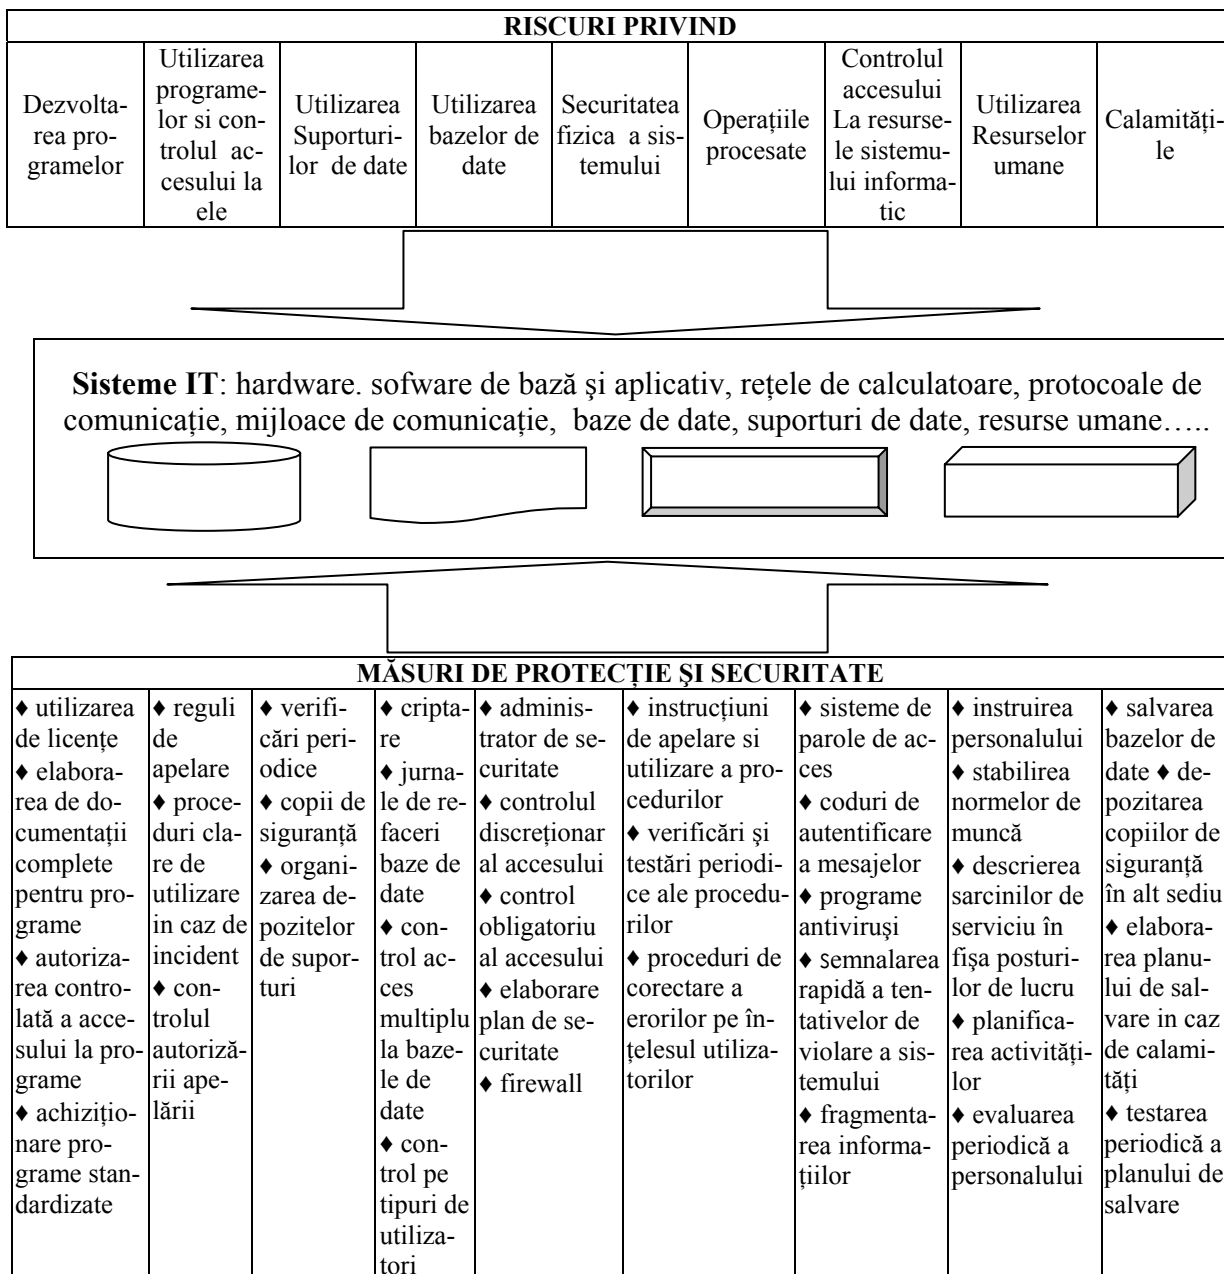 RISCURI PRIVIND
Dezvolta-
rea pro-
gramelor
Utilizarea
programe-
lor si con-
trolul ac-
cesului la
ele
Utilizarea
Suporturi-
lor de date
Utilizarea
bazelor de
date
Securitatea
fizica a sis-
temului
Operațiile
procesate
Controlul
accesului
La resurse-
le sistemu-
lui informa-
tic
Utilizarea
Resurselor
umane
Calamități-
le
Sisteme IT: hardware. sofware de bază şi aplicativ, rețele de calculatoare, protocoale de
comunicație, mijloace de comunicație, baze de date, suporturi de date, resurse umane…..
MĂSURI DE PROTECȚIE ŞI SECURITATE
♦ utilizarea
de licențe
♦ elabora-
rea de do-
cumentații
complete
pentru pro-
grame
♦ autoriza-
rea contro-
lată a acce-
sului la pro-
grame
♦ achiziţio-
nare pro-
grame stan-
dardizate
♦ reguli
de
apelare
♦ proce-
duri cla-
re de
utilizare
in caz de
incident
♦ con-
trolul
autoriză-
rii ape-
lării
♦ verifi-
cări peri-
odice
♦ copii de
siguranță
♦ organi-
zarea de-
pozitelor
de supor-
turi
♦ cripta-
re
♦ jurna-
le de re-
faceri
baze de
date
♦ con-
trol ac-
ces
multiplu
la baze-
le de
date
♦ con-
trol pe
tipuri de
utiliza-
tori
♦ adminis-
trator de se-
curitate
♦ controlul
discreționar
al accesului
♦ control
obligatoriu
al accesului
♦ elaborare
plan de se-
curitate
♦ firewall
♦ instrucțiuni
de apelare si
utilizare a pro-
cedurilor
♦ verificări şi
testări periodi-
ce ale procedu-
rilor
♦ proceduri de
corectare a
erorilor pe în-
țelesul utiliza-
torilor
♦ sisteme de
parole de ac-
ces
♦ coduri de
autentificare
a mesajelor
♦ programe
antiviruşi
♦ semnalarea
rapidă a ten-
tativelor de
violare a sis-
temului
♦ fragmenta-
rea informa-
țiilor
♦ instruirea
personalului
♦ stabilirea
normelor de
muncă
♦ descrierea
sarcinilor de
serviciu în
fişa posturi-
lor de lucru
♦ planifica-
rea activități-
lor
♦ evaluarea
periodică a
personalului
♦ salvarea
bazelor de
date ♦ de-
pozitarea
copiilor de
siguranță
în alt sediu
♦ elabora-
rea planu-
lui de sal-
vare in caz
de calami-
tăți
♦ testarea
periodică a
planului de
salvare